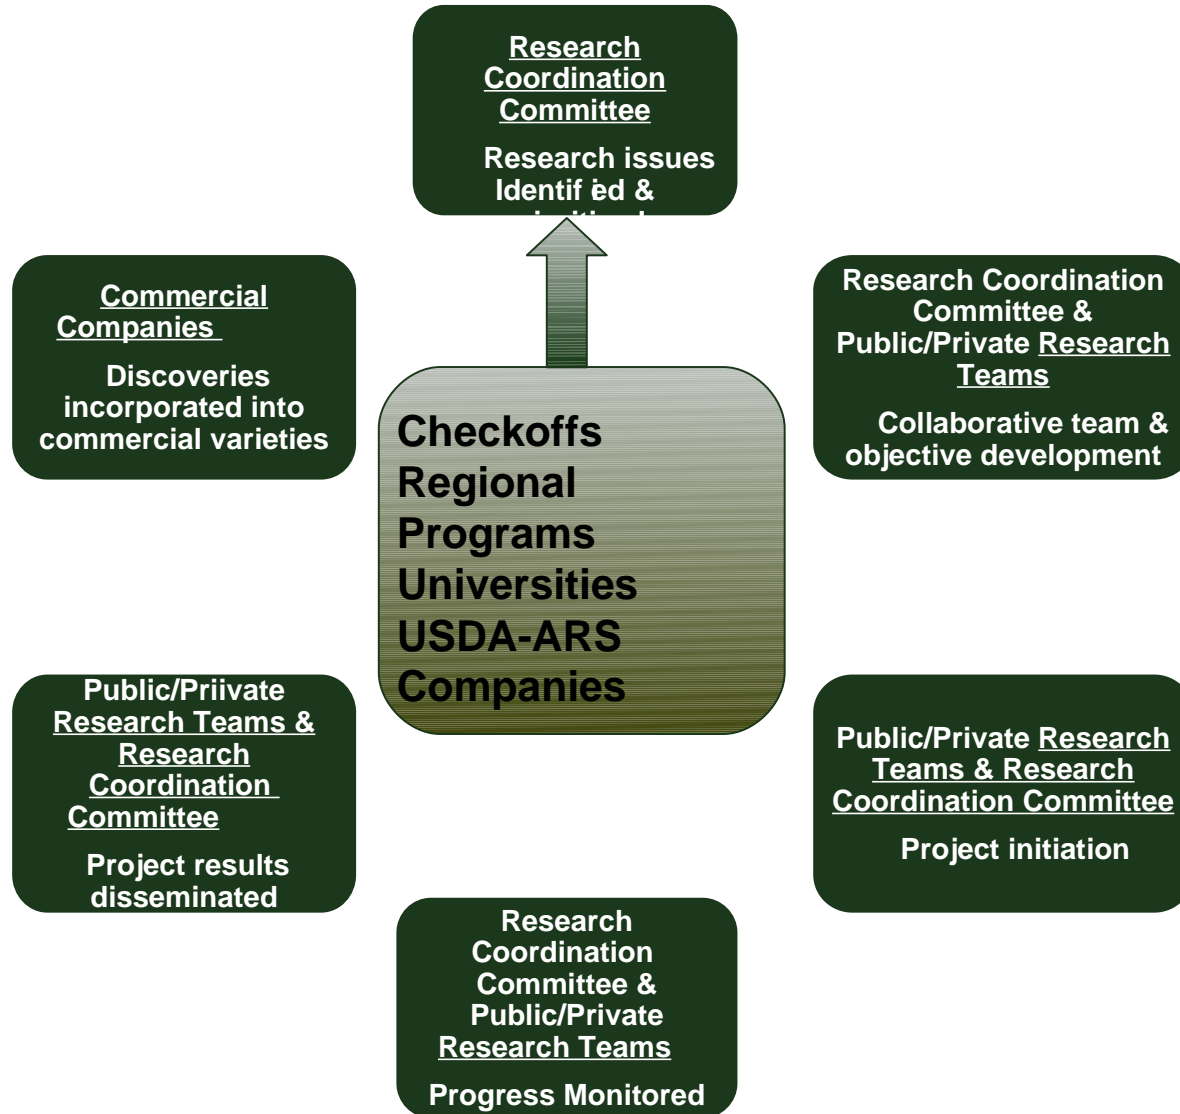 Research
Coordination
Committee
Research issues
Identified &
Commercial
Companies
Discoveries
incorporated into
commercial varieties
Research Coordination
Committee &
Public/Private Research
Teams
Collaborative team &
objective development
Checkoffs
Regional
Programs
Universities
USDA-ARS
Companies
Public/Priivate
Research Teams &
Research
Coordination
Committee
Project results
disseminated
Public/Private Research
Teams & Research
Coordination Committee
Project initiation
Research
Coordination
Committee &
Public/Private
Research Teams
Progress Monitored